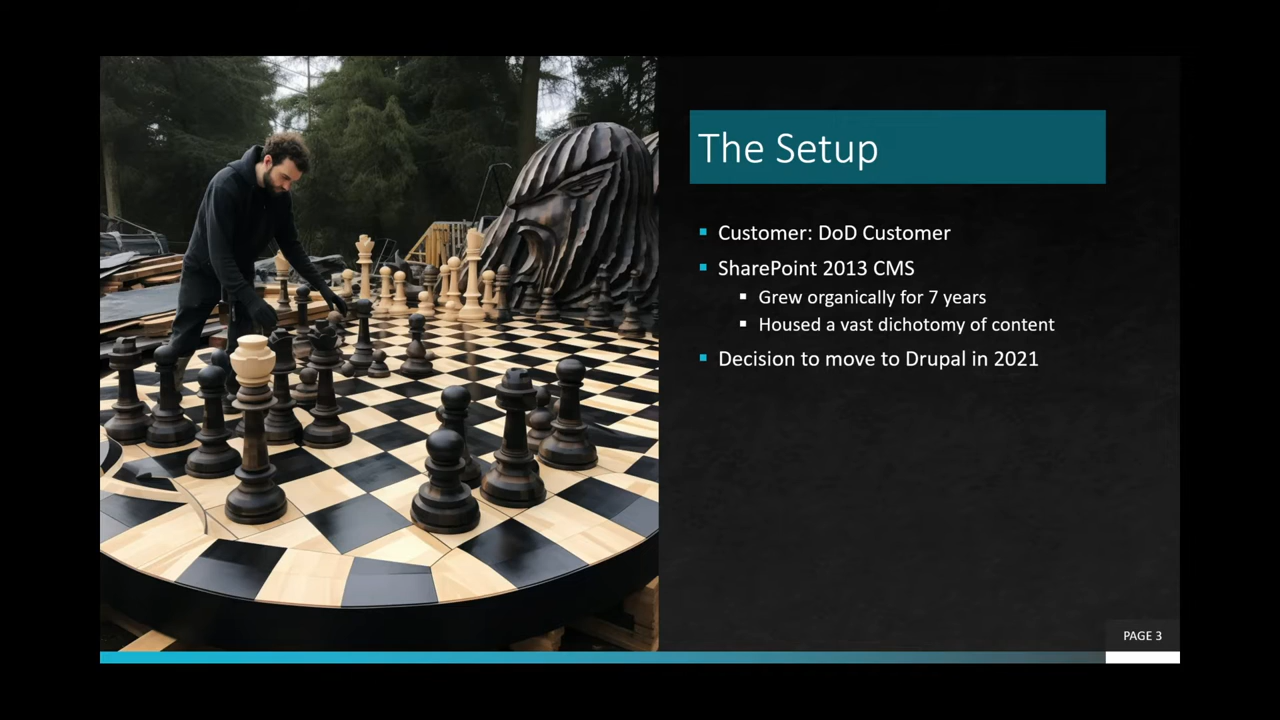 The Setup
Customer: DoD Customer
SharePoint 2013 CMS
Grew organically for 7 years
Housed a vast dichotomy of content
Decision to move to Drupal in 2021
PAGE 3